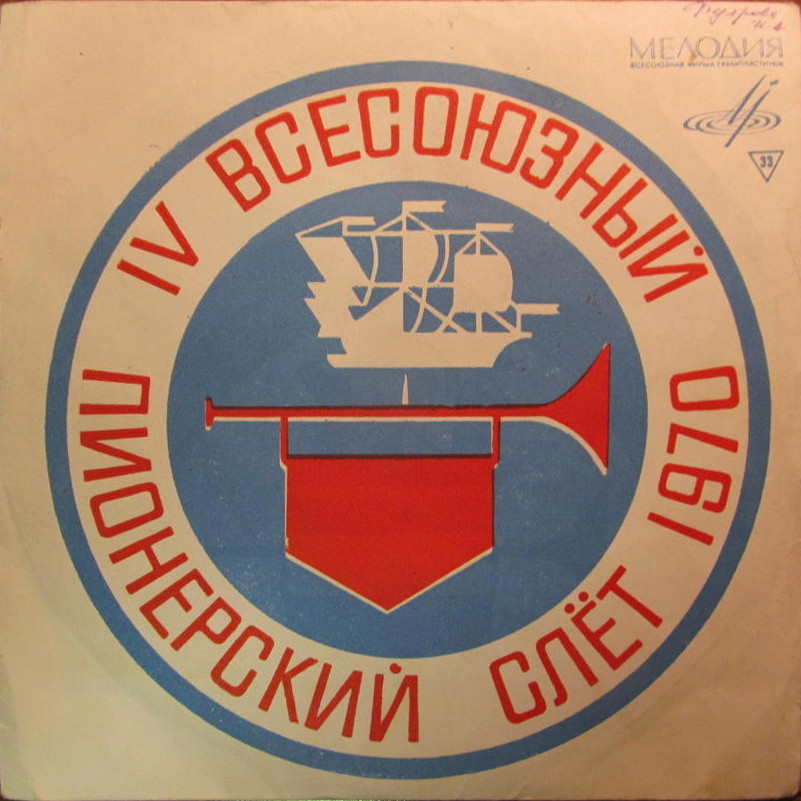 МЕЛОДИЯ
ВСЕСОЮЗНАЯ ФИРМА ГРАМПЛАСТИНОК
33
IV ВСЕСОЮЗНЫЙ
ПИОНЕРСКИЙ СЛЁТ 1970